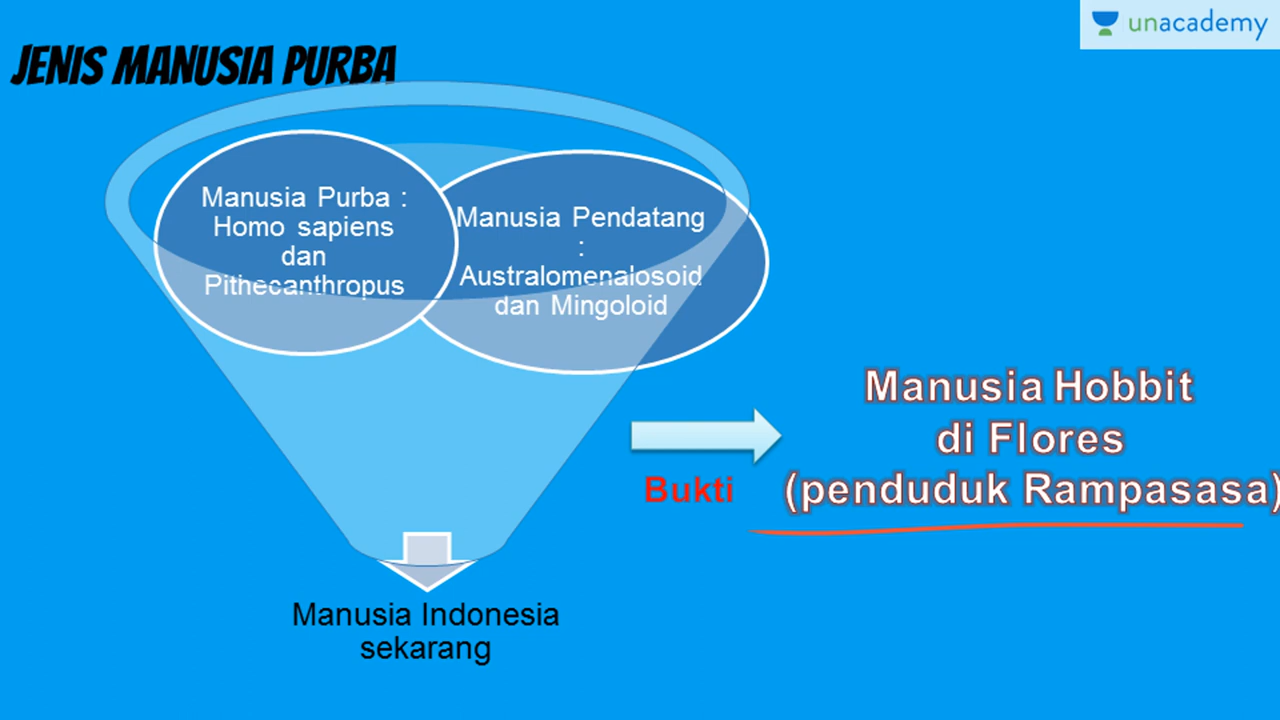 unacademy
JENIS MANUSIA PURBA
Manusia Purba :
Homo sapiens
dan
Pithecanthropus
Manusia Pendatang
:
Australomenalosoid
dan Mingoloid
Manusia Hobbit
di Flores
(penduduk Rampasasa)
Bukti
Manusia Indonesia
sekarang